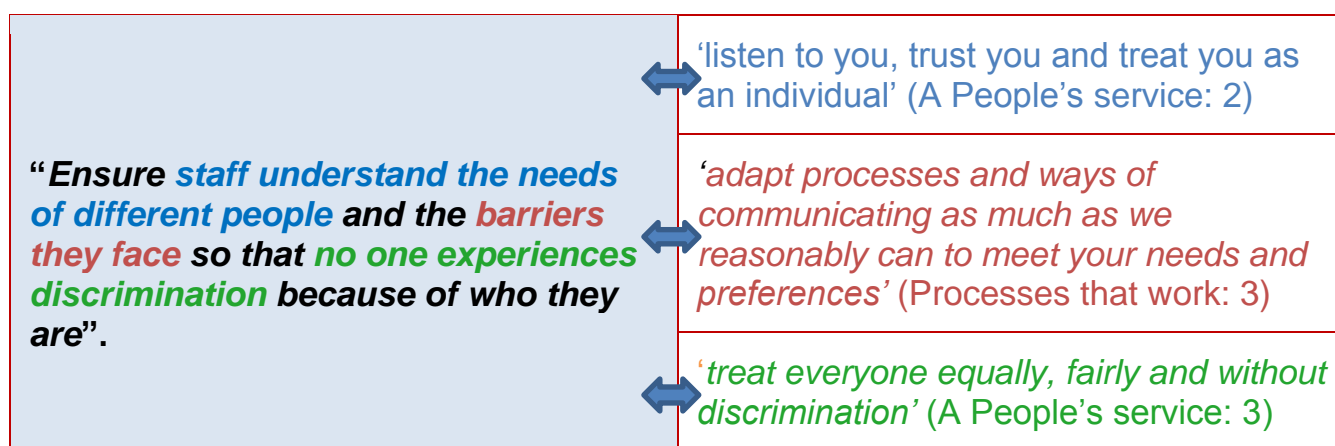 “Ensure staff understand the needs
of different people and the barriers
they face so that no one experiences
discrimination because of who they
are”.
‘listen to you, trust you and treat you as
an individual’ (A People’s service: 2)
‘adapt processes and ways of
communicating as much as we
reasonably can to meet your needs and
preferences’ (Processes that work: 3)
‘treat everyone equally, fairly and without
discrimination’ (A People’s service: 3)